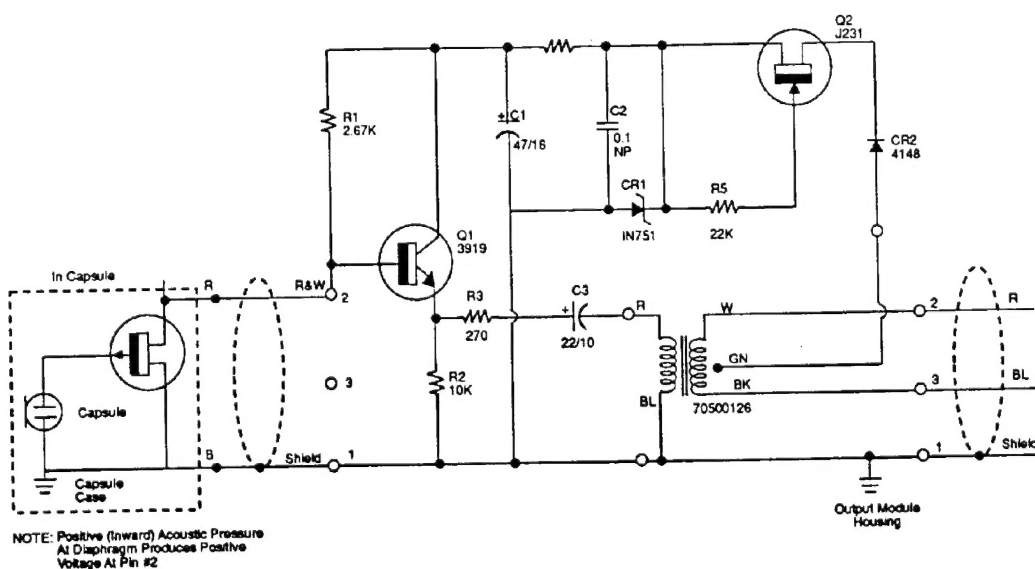 Q2
J231
R1
2.67K
C1
47/16
C2
0.1
NP
CR2
4148
CR1
IN751
R5
22K
Q1
3919
In Capsule
R
R&W
2
R3
270
C3
22/10
R
W
2
R
GN
3
R2
10K
BL
BK
70500126
3
BL
Capsule
B
Shield
1
1
Shield
Capsule
Case
Output Module
Housing
NOTE: Positive (Inward) Acoustic Pressure
At Diaphragm Produces Positive
Voltage At Pin #2